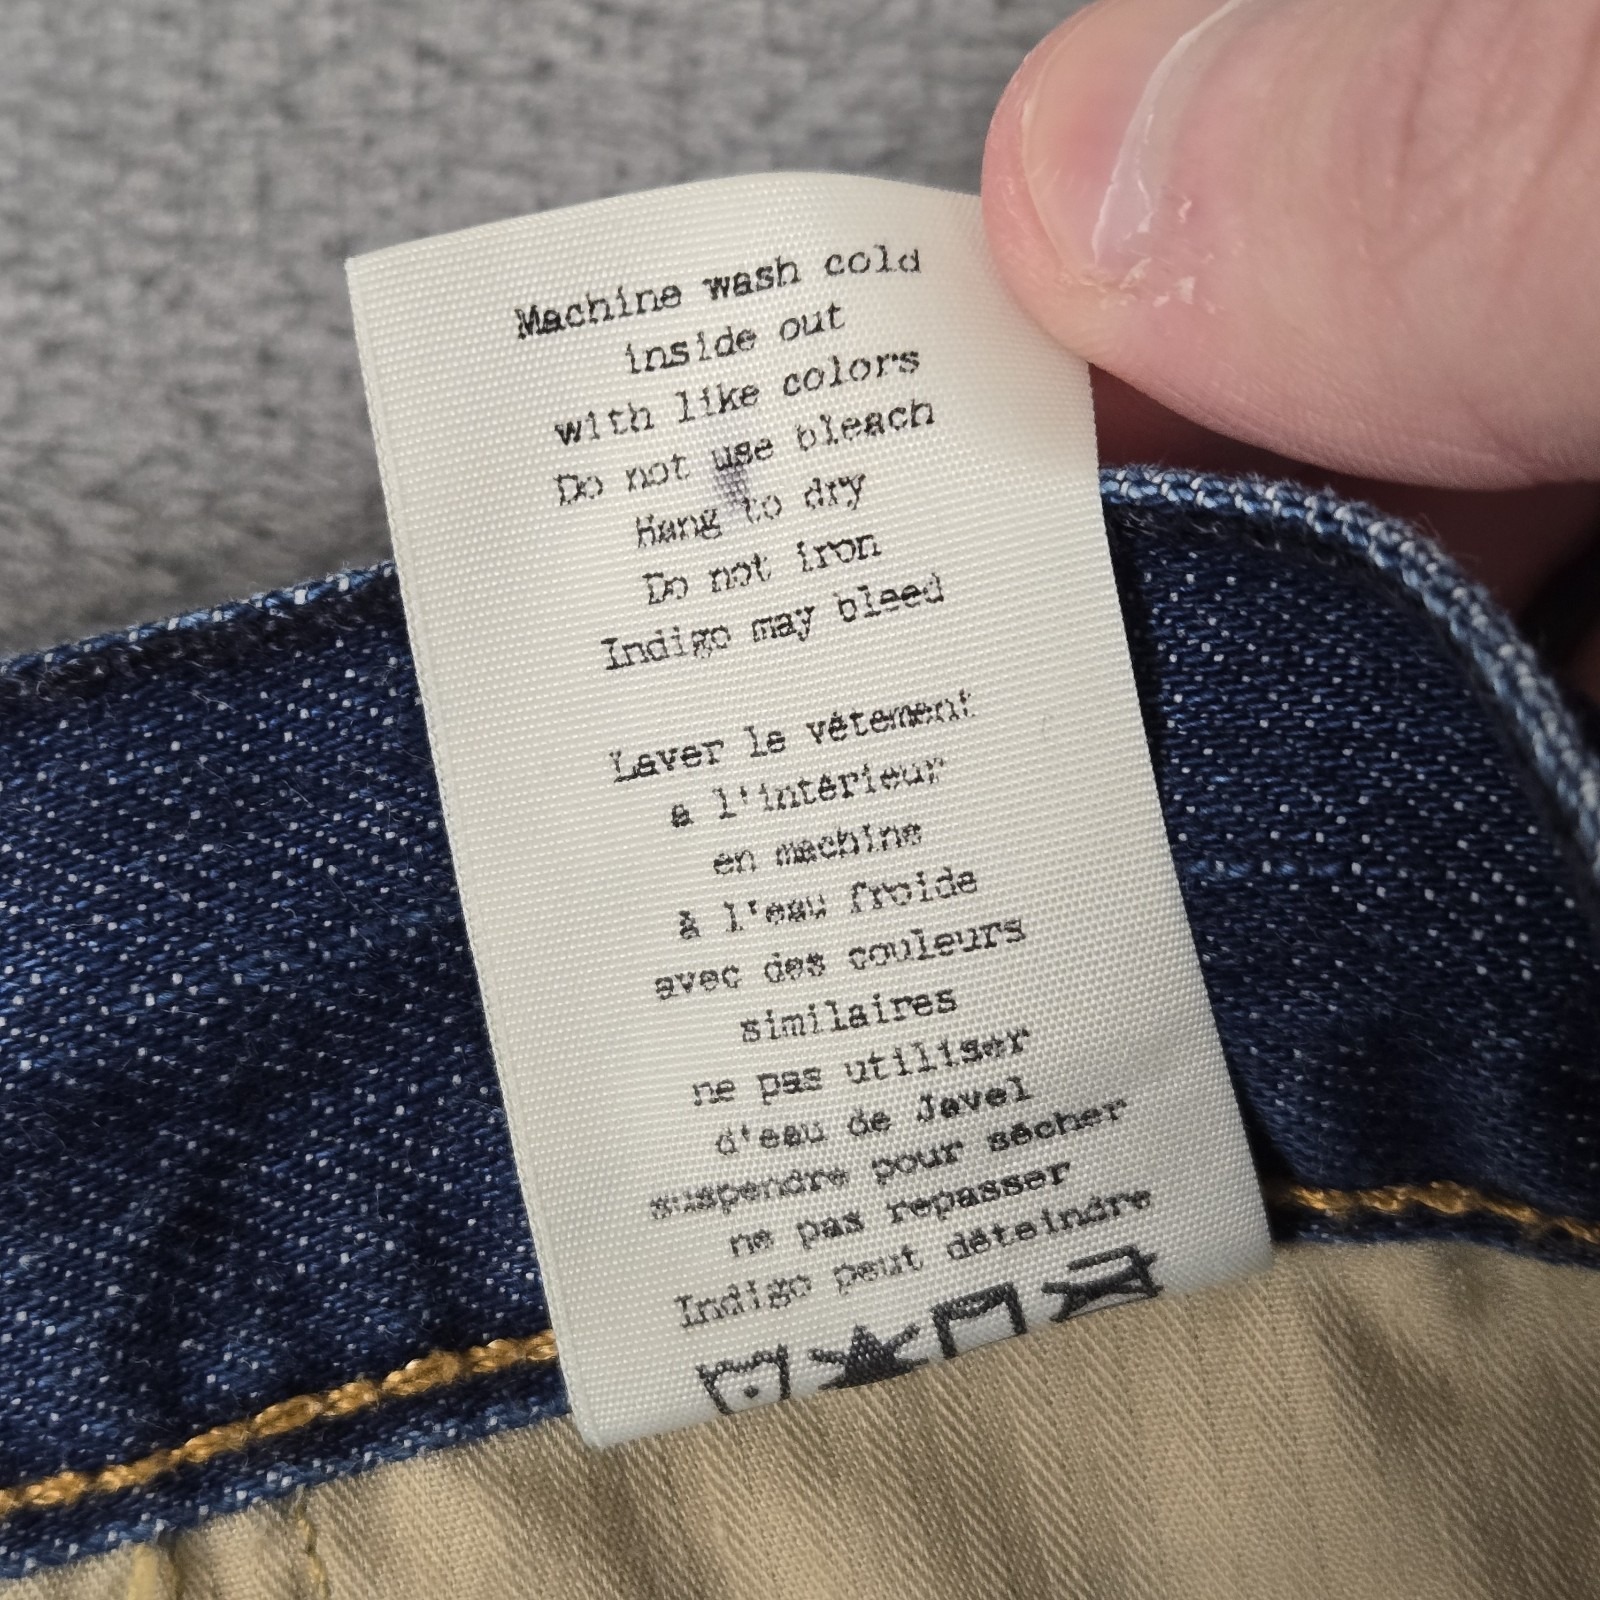 Machine wash cold
inside out
with like colors
Do not use bleach
Hang to dry
Do not iron
Indigo may bleed
Laver le vêtement
a l'intérieur
en machine
à l'eau froide
avec des couleurs
similaires
ne pas utiliser
d'eau de Javel
suspendre pour sécher
ne pas repasser
Indigo peut déteindre